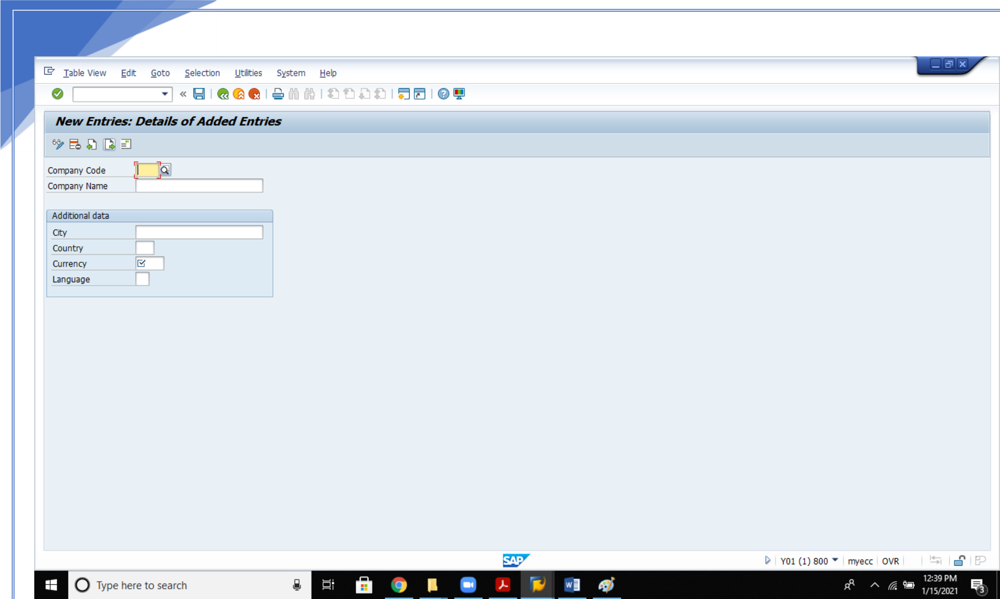 Table View Edit Goto Selection Utilities System Help
New Entries: Details of Added Entries
Company Code
Company Name
Additional data
City
Country
Currency
Language
SAP
Y01 (1) 800 myecc OVR
Type here to search
12:39 PM
1/15/2021
3